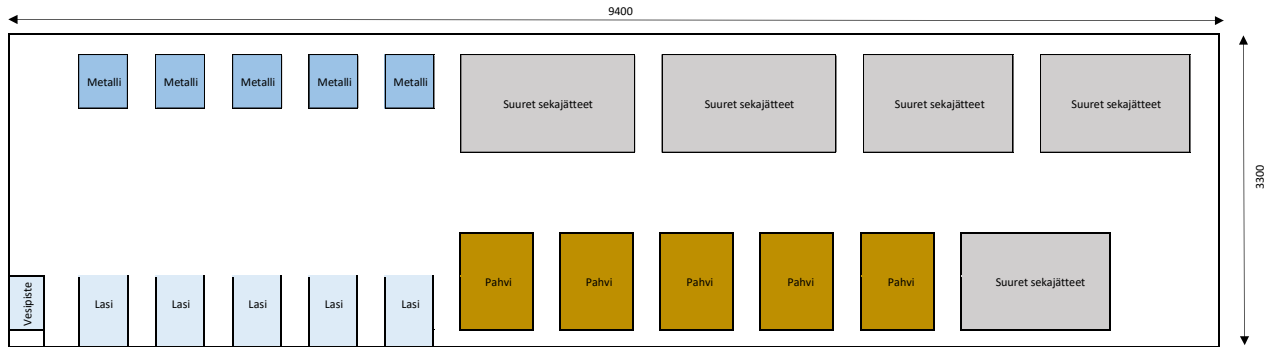 9400
Metalli
Metalli
Metalli
Metalli
Metalli
Suuret sekajätteet
Suuret sekajätteet
Suuret sekajätteet
Suuret sekajätteet
3300
Vesipiste
Lasi
Lasi
Lasi
Lasi
Lasi
Pahvi
Pahvi
Pahvi
Pahvi
Pahvi
Suuret sekajätteet